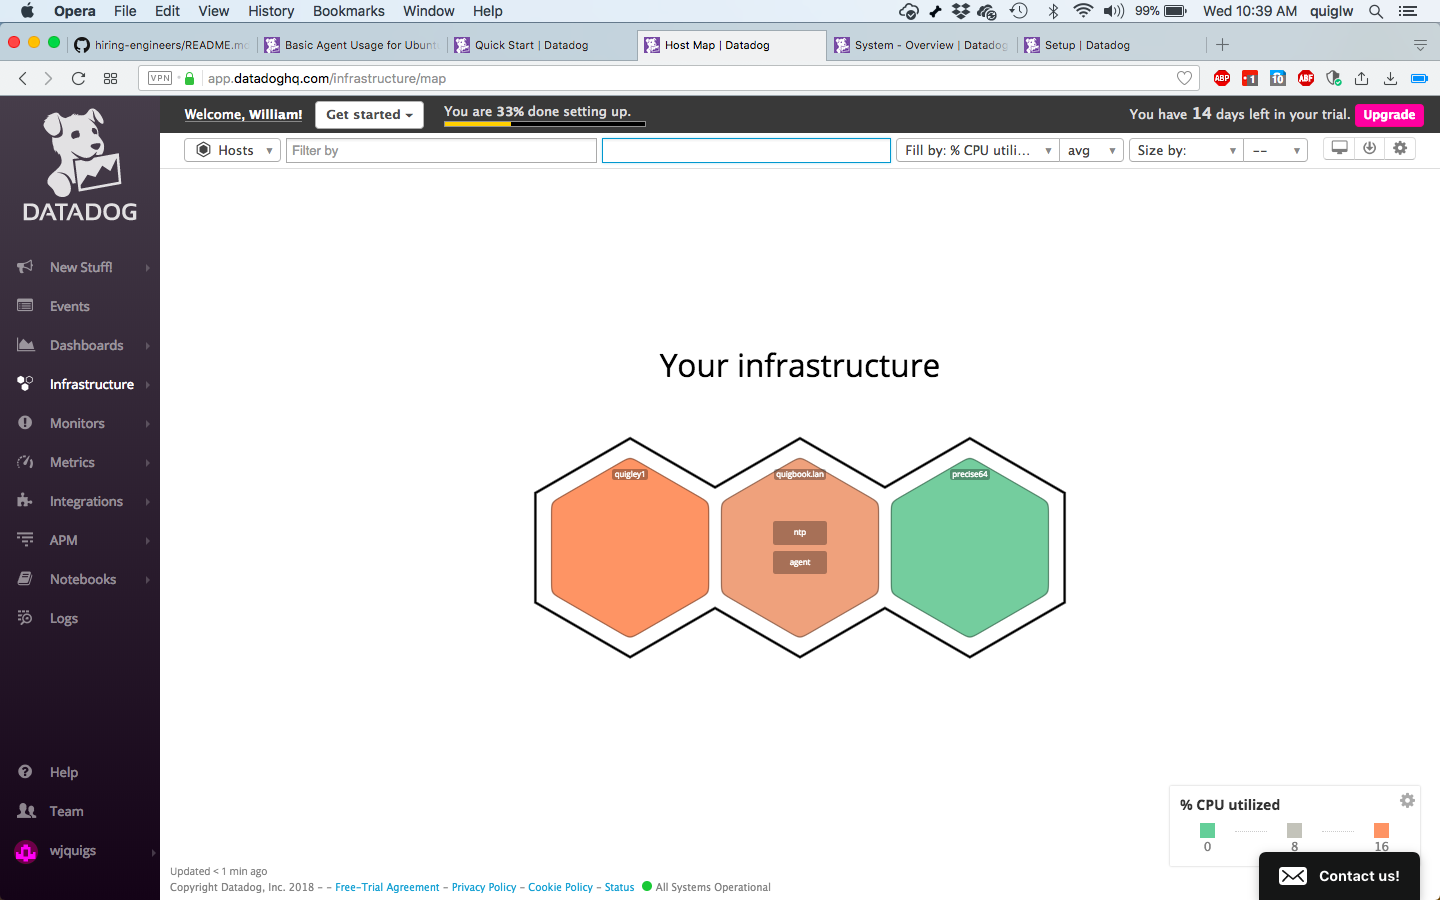 Opera File Edit View History Bookmarks Window Help 99% Wed 10:39 AM quiglw
hiring-engineers/README.m Basic Agent Usage for Ubunt Quick Start | Datadog Host Map | Datadog System - Overview | Datadog Setup | Datadog
VPN app.datadoghq.com/infrastructure/map ABP 1 10 ABF
DATADOG
Welcome, William! Get started You are 33% done setting up. You have 14 days left in your trial. Upgrade
Hosts Filter by Fill by: % CPU utili... avg Size by: --
New Stuff!
Events
Dashboards
Infrastructure
Monitors
Metrics
Integrations
APM
Notebooks
Logs
Help
Team
wjquigs
Your infrastructure
quigley1 quigbook.lan precise64
ntp
agent
% CPU utilized
0 8 16
Contact us!
Updated < 1 min ago
Copyright Datadog, Inc. 2018 - - Free-Trial Agreement - Privacy Policy - Cookie Policy - Status All Systems Operational